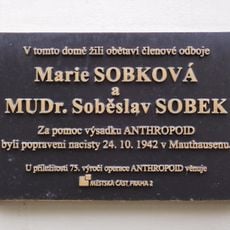 V tomto domě žili obětaví členové odboje
Marie SOBKOVÁ
a
MUDr. Soběslav SOBEK
Za pomoc výsadku ANTHROPOID
byli popraveni nacisty 24. 10. 1942 v Mauthausenu.
U příležitosti 75. výročí operace ANTHROPOID věnuje
MĚSTSKÁ ČÁST, PRAHA 2